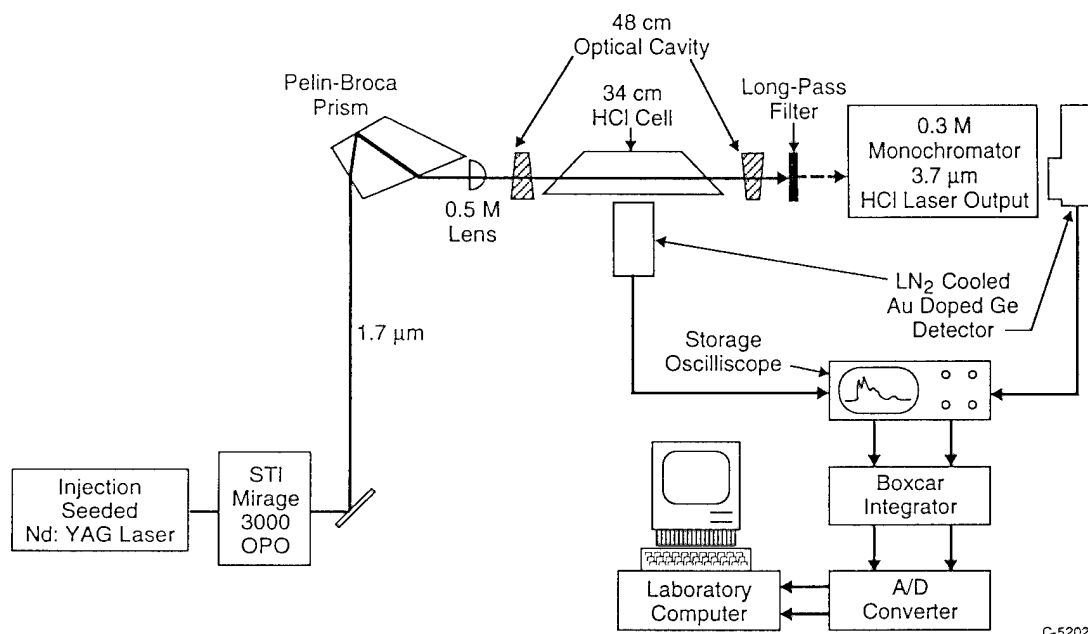 48 cm
Optical Cavity
Pelin-Broca
Prism
34 cm
HCl Cell
Long-Pass
Filter
0.3 M
Monochromator
3.7 μm
HCl Laser Output
0.5 M
Lens
LN2 Cooled
Au Doped Ge
Detector
1.7 μm
Storage
Oscilliscope
Injection
Seeded
Nd: YAG Laser
STI
Mirage
3000
OPO
Boxcar
Integrator
Laboratory
Computer
A/D
Converter
C-5202